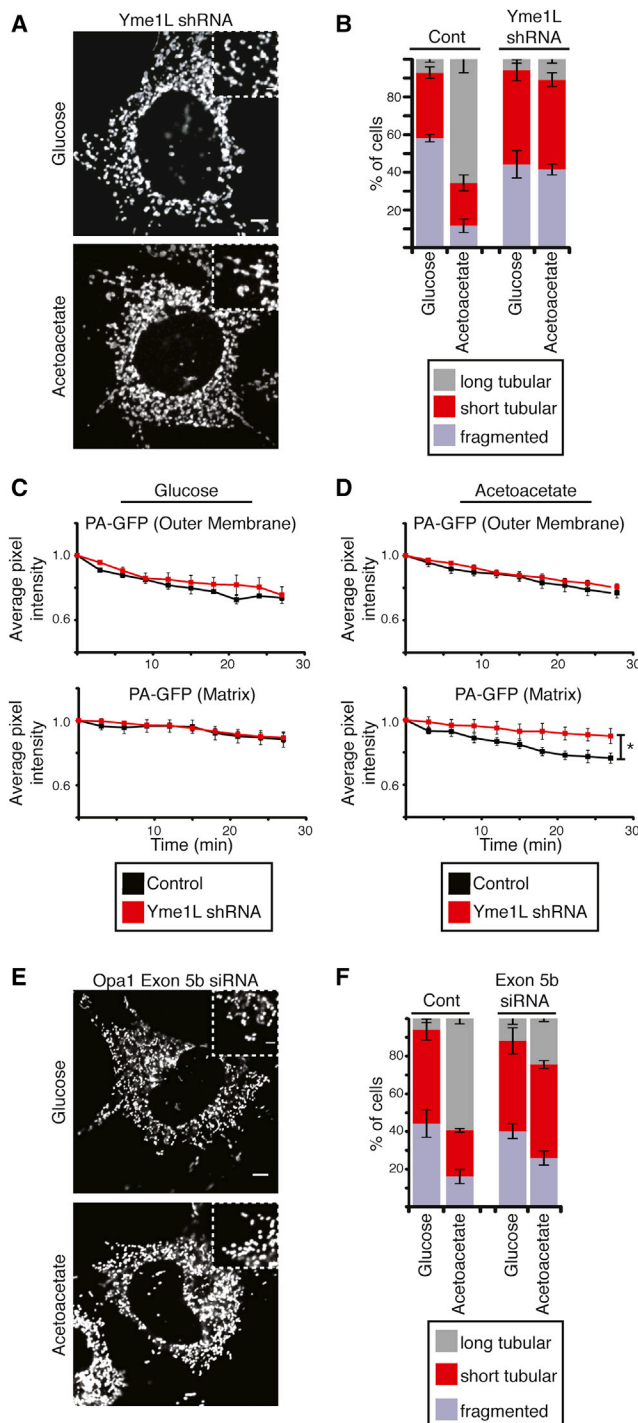 A
Yme1L shRNA
Glucose
Acetoacetate
B
Cont
Yme1L
shRNA
% of cells
80
60
40
20
Glucose
Acetoacetate
Glucose
Acetoacetate
long tubular
short tubular
fragmented
C
Glucose
PA-GFP (Outer Membrane)
Average pixel
intensity
1.0
0.6
10
20
30
PA-GFP (Matrix)
Average pixel
intensity
1.0
0.6
10
20
30
Time (min)
Control
Yme1L shRNA
D
Acetoacetate
PA-GFP (Outer Membrane)
Average pixel
intensity
1.0
0.6
10
20
30
PA-GFP (Matrix)
Average pixel
intensity
1.0
0.6
*
10
20
30
Time (min)
Control
Yme1L shRNA
E
Opa1 Exon 5b siRNA
Glucose
Acetoacetate
F
Cont
Exon 5b
siRNA
% of cells
80
60
40
20
Glucose
Acetoacetate
Glucose
Acetoacetate
long tubular
short tubular
fragmented